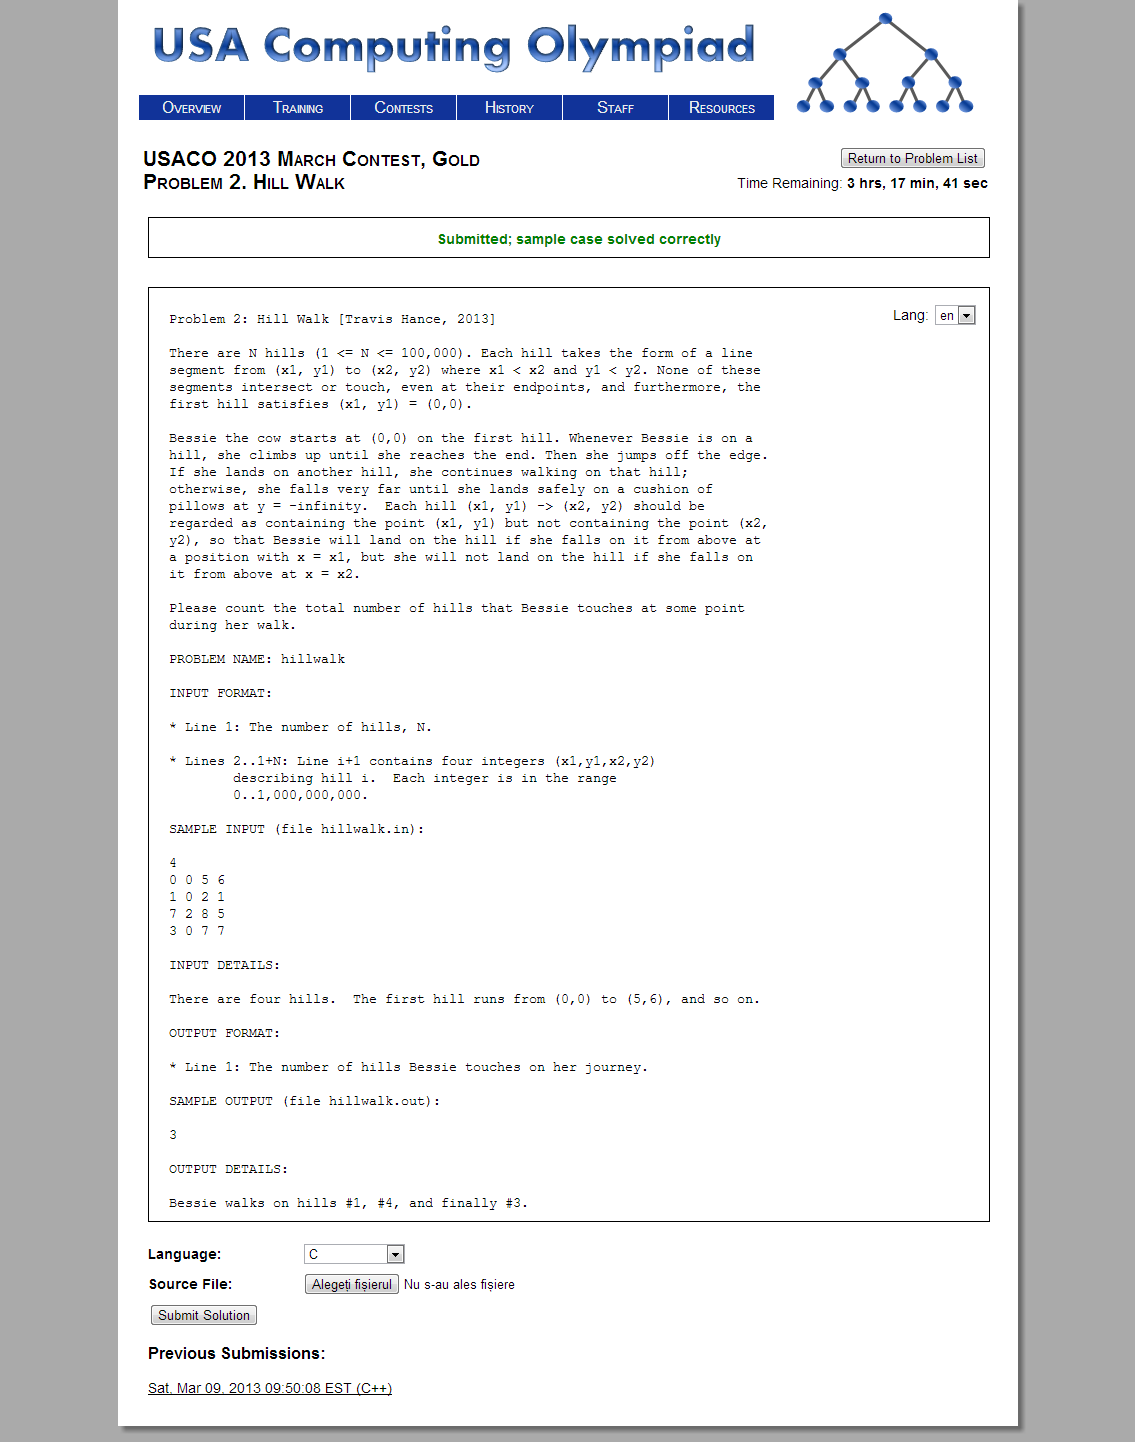 USA Computing Olympiad
Overview Training Contests History Staff Resources
USACO 2013 March Contest, Gold
Problem 2. Hill Walk
Return to Problem List
Time Remaining: 3 hrs, 17 min, 41 sec
Submitted; sample case solved correctly
Lang: en
Problem 2: Hill Walk [Travis Hance, 2013]
There are N hills (1 <= N <= 100,000). Each hill takes the form of a line
segment from (x1, y1) to (x2, y2) where x1 < x2 and y1 < y2. None of these
segments intersect or touch, even at their endpoints, and furthermore, the
first hill satisfies (x1, y1) = (0,0).
Bessie the cow starts at (0,0) on the first hill. Whenever Bessie is on a
hill, she climbs up until she reaches the end. Then she jumps off the edge.
If she lands on another hill, she continues walking on that hill;
otherwise, she falls very far until she lands safely on a cushion of
pillows at y = -infinity.  Each hill (x1, y1) -> (x2, y2) should be
regarded as containing the point (x1, y1) but not containing the point (x2,
y2), so that Bessie will land on the hill if she falls on it from above at
a position with x = x1, but she will not land on the hill if she falls on
it from above at x = x2.
Please count the total number of hills that Bessie touches at some point
during her walk.
PROBLEM NAME: hillwalk
INPUT FORMAT:
* Line 1: The number of hills, N.
* Lines 2..1+N: Line i+1 contains four integers (x1,y1,x2,y2)
describing hill i.  Each integer is in the range
0..1,000,000,000.
SAMPLE INPUT (file hillwalk.in):
4
0 0 5 6
1 0 2 1
7 2 8 5
3 0 7 7
INPUT DETAILS:
There are four hills.  The first hill runs from (0,0) to (5,6), and so on.
OUTPUT FORMAT:
* Line 1: The number of hills Bessie touches on her journey.
SAMPLE OUTPUT (file hillwalk.out):
3
OUTPUT DETAILS:
Bessie walks on hills #1, #4, and finally #3.
Language: C
Source File: Alegeți fișierul Nu s-au ales fișiere
Submit Solution
Previous Submissions:
Sat, Mar 09, 2013 09:50:08 EST (C++)